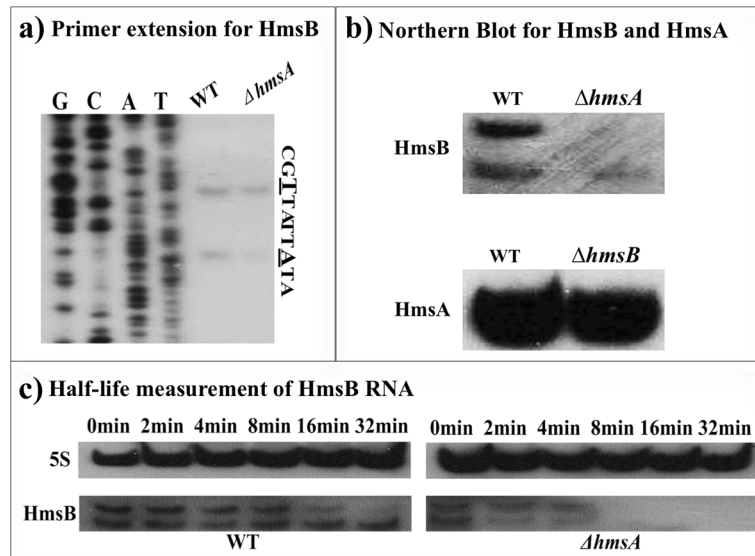 a) Primer extension for HmsB
G C A T WT ΔhmsA
CGTTATTATA
b) Northern Blot for HmsB and HmsA
WT ΔhmsA
HmsB
WT ΔhmsB
HmsA
c) Half-life measurement of HmsB RNA
0min 2min 4min 8min 16min 32min 0min 2min 4min 8min 16min 32min
5S
HmsB
WT ΔhmsA